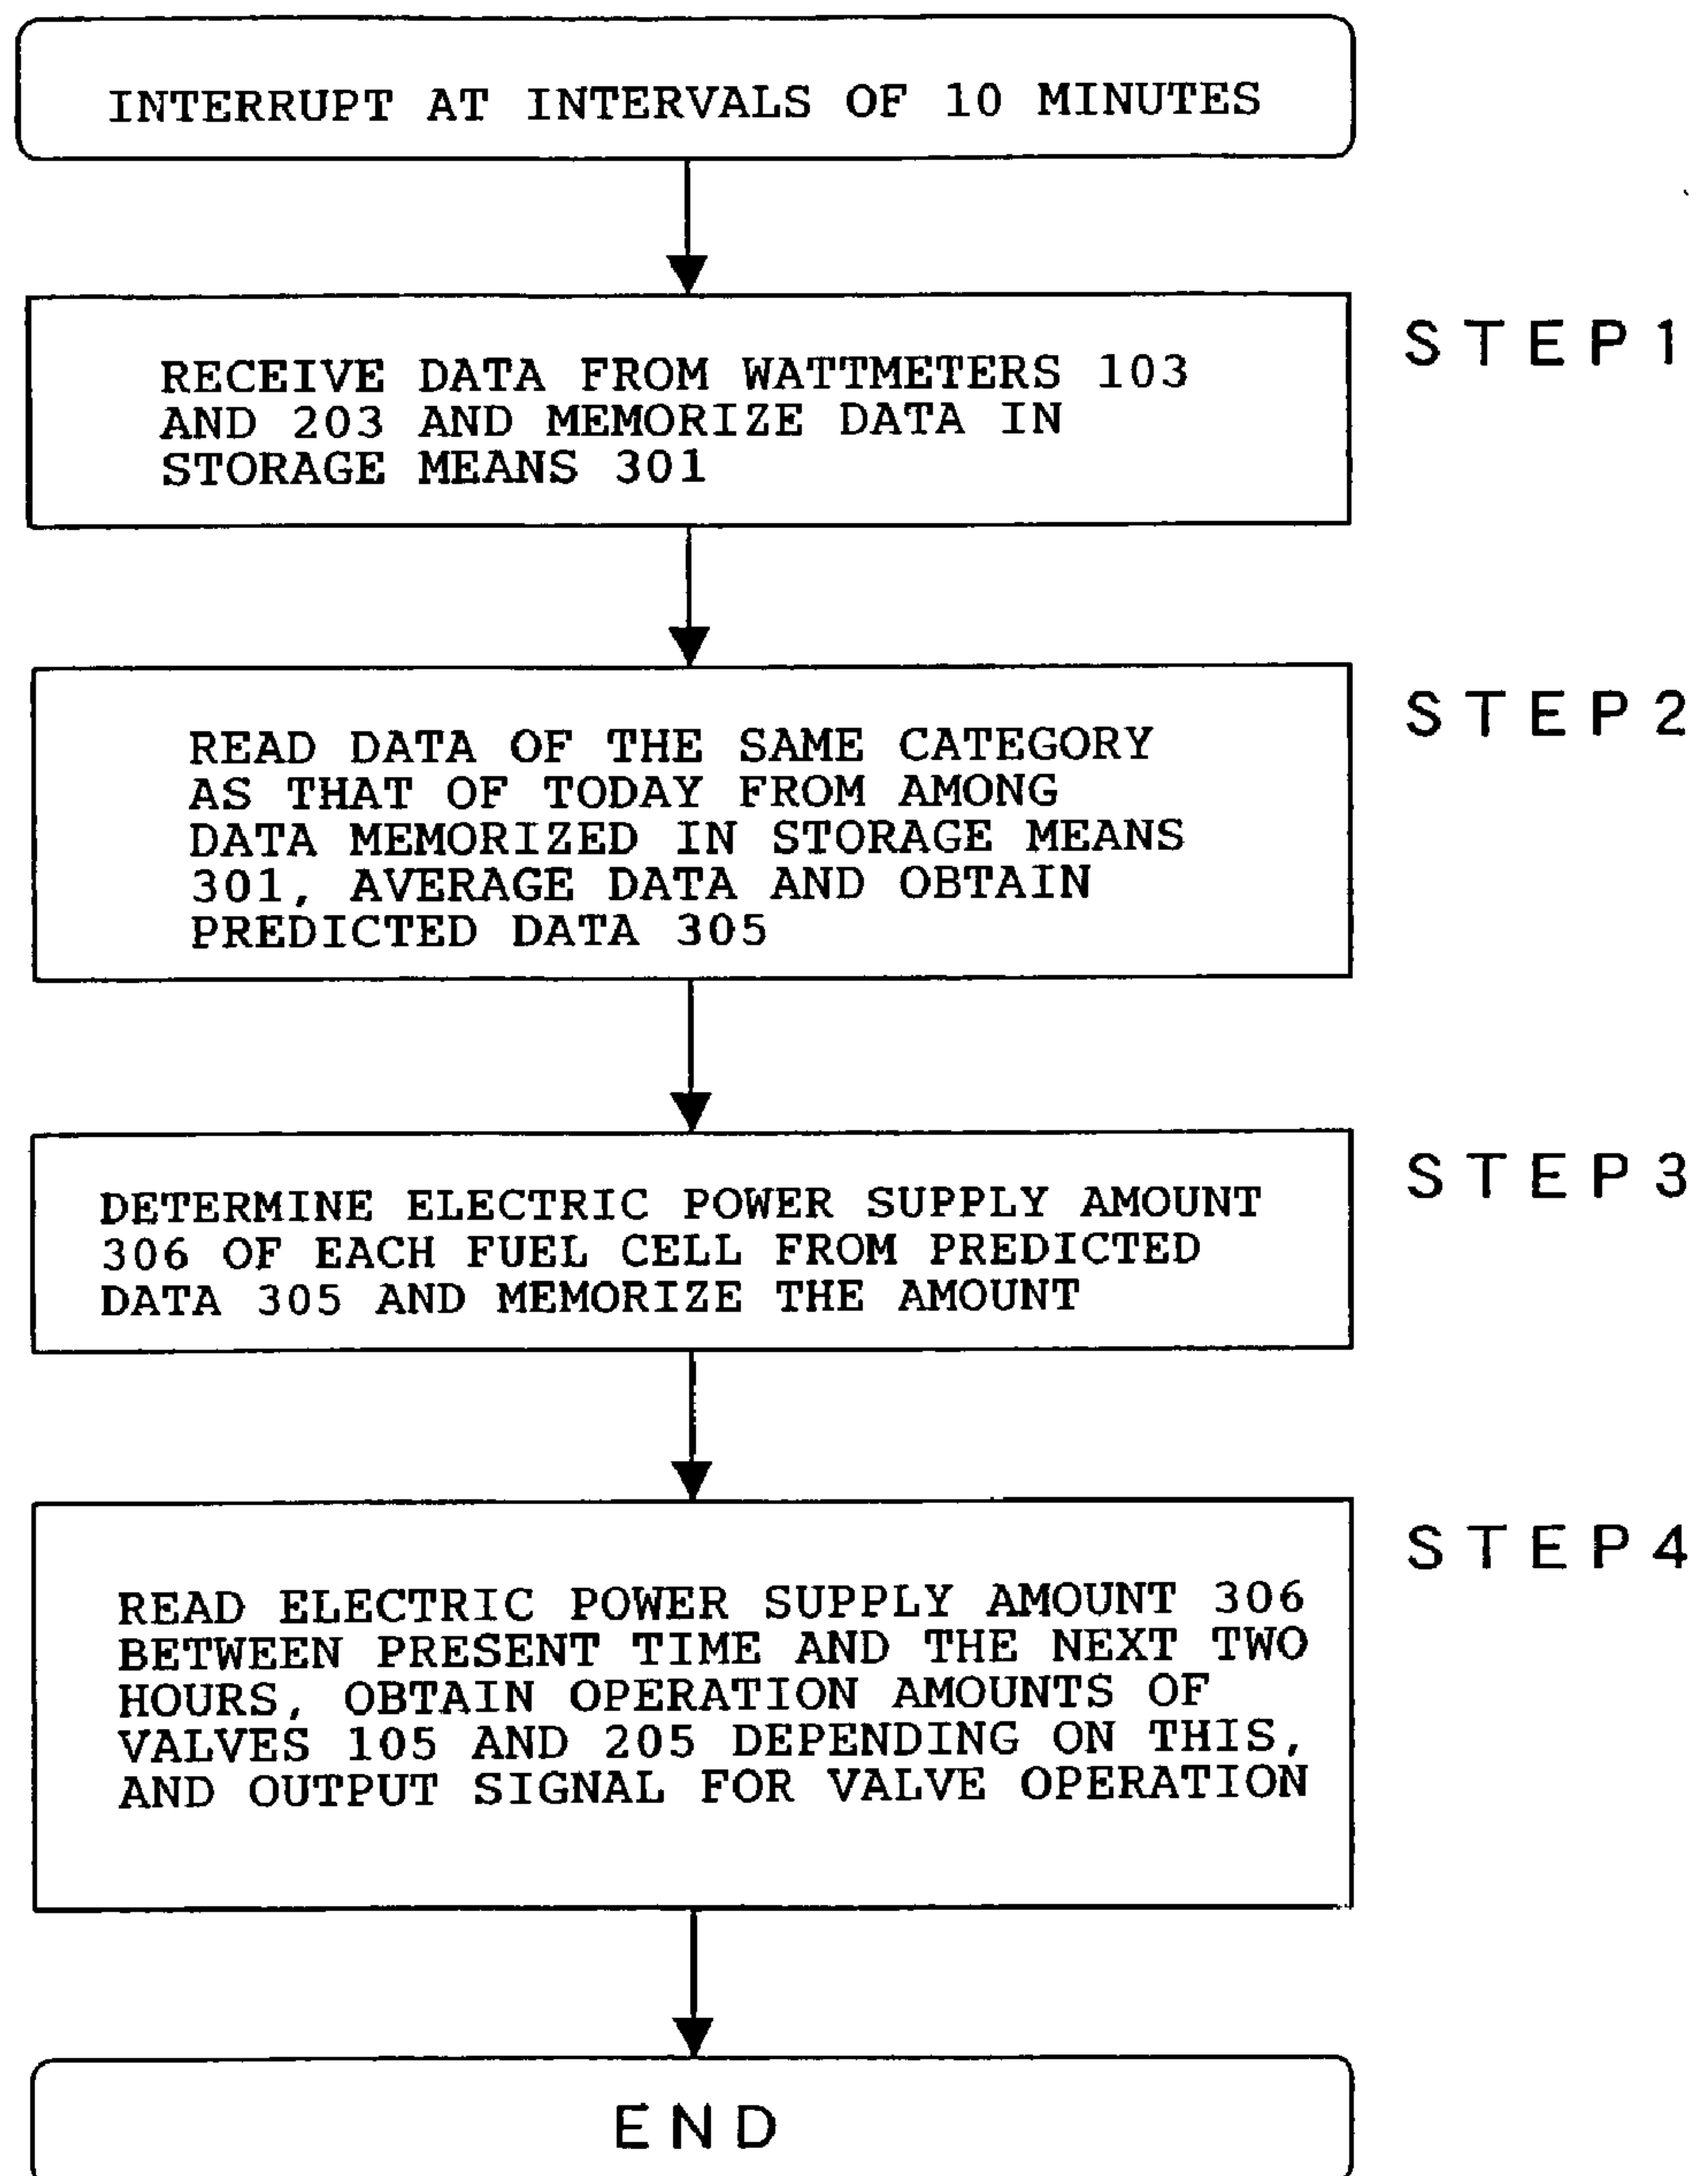 INTERRUPT AT INTERVALS OF 10 MINUTES
STEP1
RECEIVE DATA FROM WATTMETERS 103
AND 203 AND MEMORIZE DATA IN
STORAGE MEANS 301
STEP2
READ DATA OF THE SAME CATEGORY
AS THAT OF TODAY FROM AMONG
DATA MEMORIZED IN STORAGE MEANS
301, AVERAGE DATA AND OBTAIN
PREDICTED DATA 305
STEP3
DETERMINE ELECTRIC POWER SUPPLY AMOUNT
306 OF EACH FUEL CELL FROM PREDICTED
DATA 305 AND MEMORIZE THE AMOUNT
STEP4
READ ELECTRIC POWER SUPPLY AMOUNT 306
BETWEEN PRESENT TIME AND THE NEXT TWO
HOURS, OBTAIN OPERATION AMOUNTS OF
VALVES 105 AND 205 DEPENDING ON THIS,
AND OUTPUT SIGNAL FOR VALVE OPERATION
END